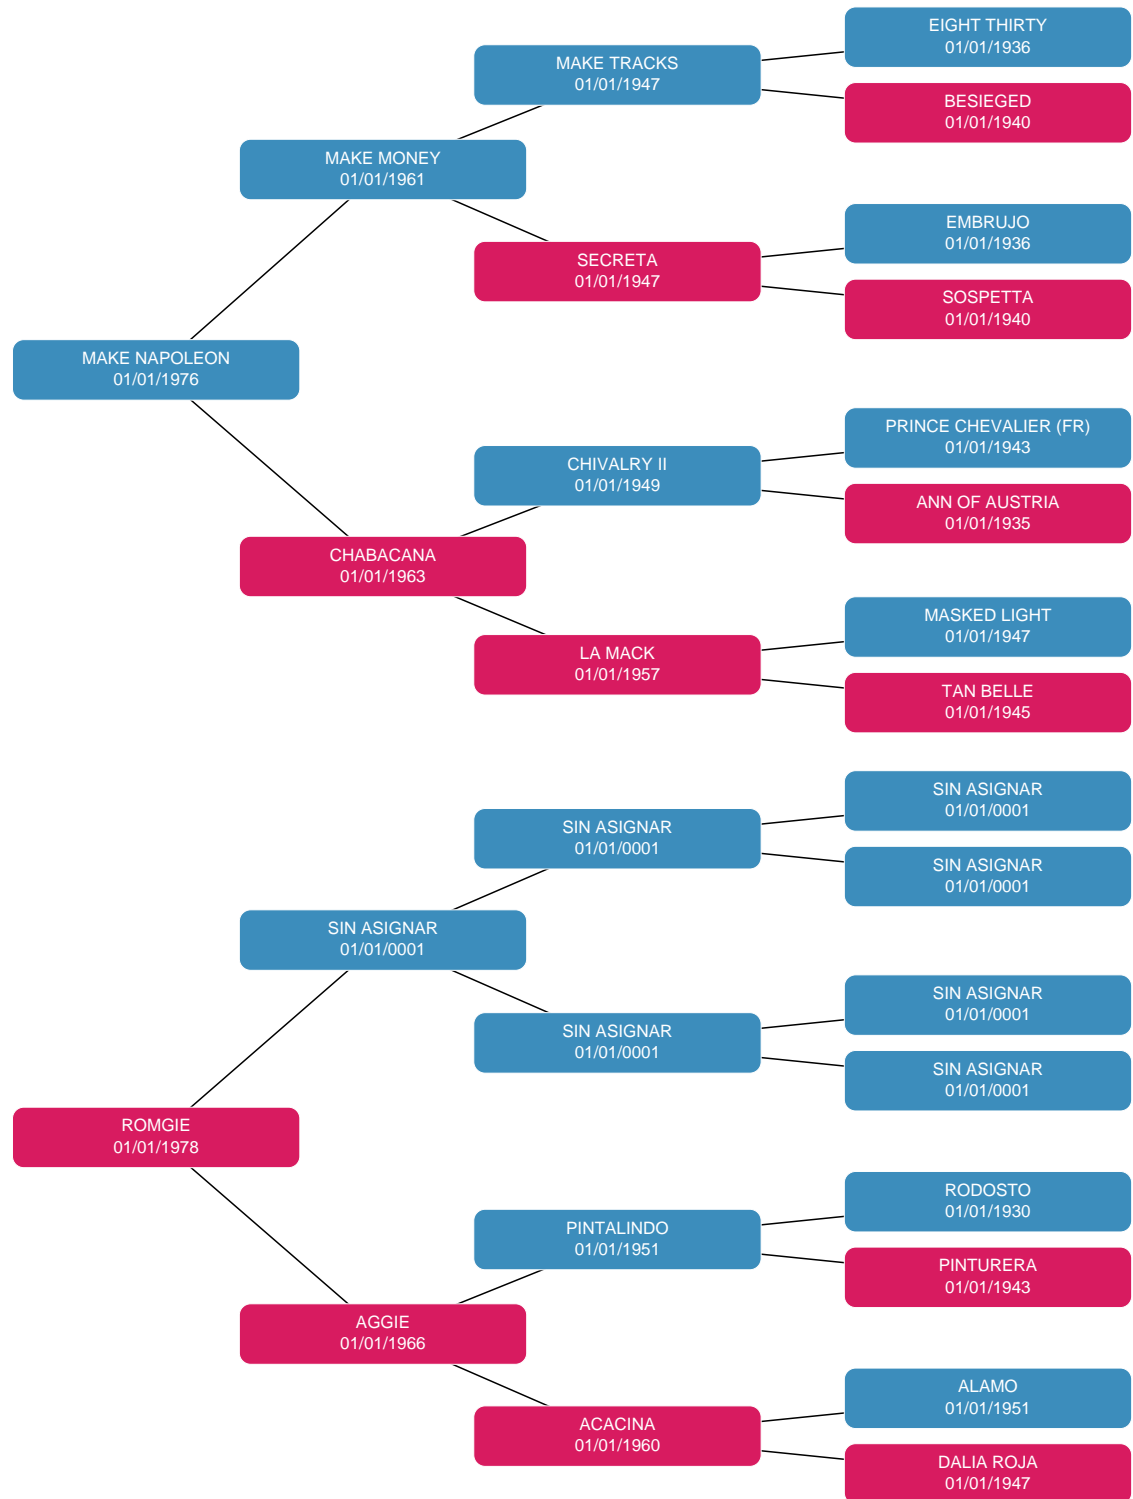 EIGHT THIRTY
01/01/1936
MAKE TRACKS
01/01/1947
BESIEGED
01/01/1940
MAKE MONEY
01/01/1961
EMBRUJO
01/01/1936
SECRETA
01/01/1947
SOSPETTA
01/01/1940
MAKE NAPOLEON
01/01/1976
PRINCE CHEVALIER (FR)
01/01/1943
CHIVALRY II
01/01/1949
ANN OF AUSTRIA
01/01/1935
CHABACANA
01/01/1963
MASKED LIGHT
01/01/1947
LA MACK
01/01/1957
TAN BELLE
01/01/1945
SIN ASIGNAR
01/01/0001
SIN ASIGNAR
01/01/0001
SIN ASIGNAR
01/01/0001
SIN ASIGNAR
01/01/0001
SIN ASIGNAR
01/01/0001
SIN ASIGNAR
01/01/0001
SIN ASIGNAR
01/01/0001
ROMGIE
01/01/1978
RODOSTO
01/01/1930
PINTALINDO
01/01/1951
PINTURERA
01/01/1943
AGGIE
01/01/1966
ALAMO
01/01/1951
ACACINA
01/01/1960
DALIA ROJA
01/01/1947